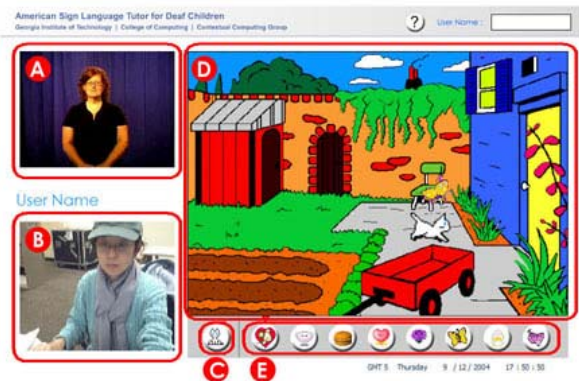 American Sign Language Tutor for Deaf Children
Georgia Institute of Technology | College of Computing | Contextual Computing Group
? User Name :
A
D
User Name
B
C
E
GMT 5 Thursday 9 / 12 / 2004 17 : 50 : 50